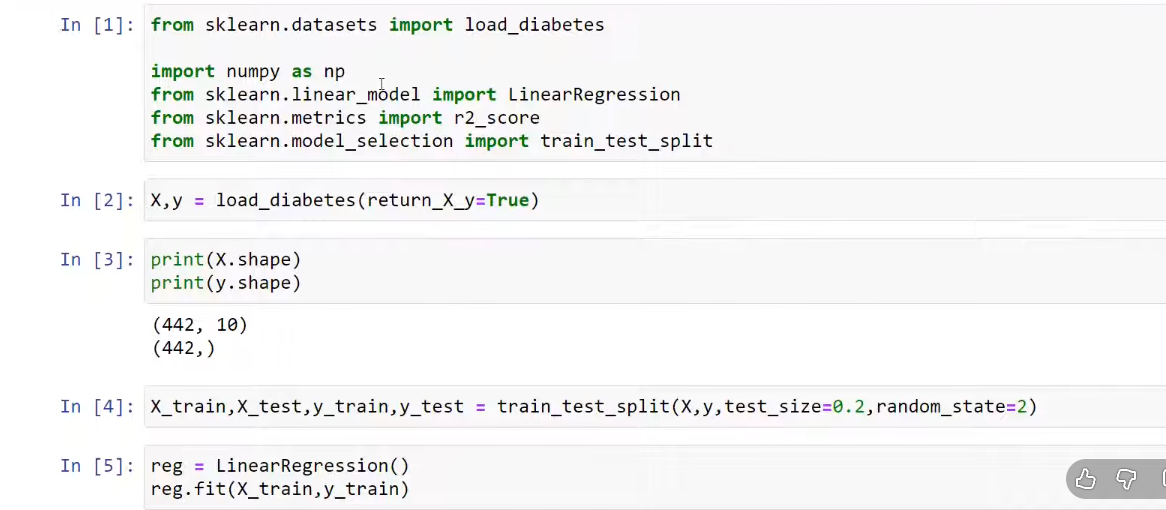 In [1]: from sklearn.datasets import load_diabetes
import numpy as np
from sklearn.linear_model import LinearRegression
from sklearn.metrics import r2_score
from sklearn.model_selection import train_test_split
In [2]: X,y = load_diabetes(return_X_y=True)
In [3]: print(X.shape)
print(y.shape)
(442, 10)
(442,)
In [4]: X_train,X_test,y_train,y_test = train_test_split(X,y,test_size=0.2,random_state=2)
In [5]: reg = LinearRegression()
reg.fit(X_train,y_train)